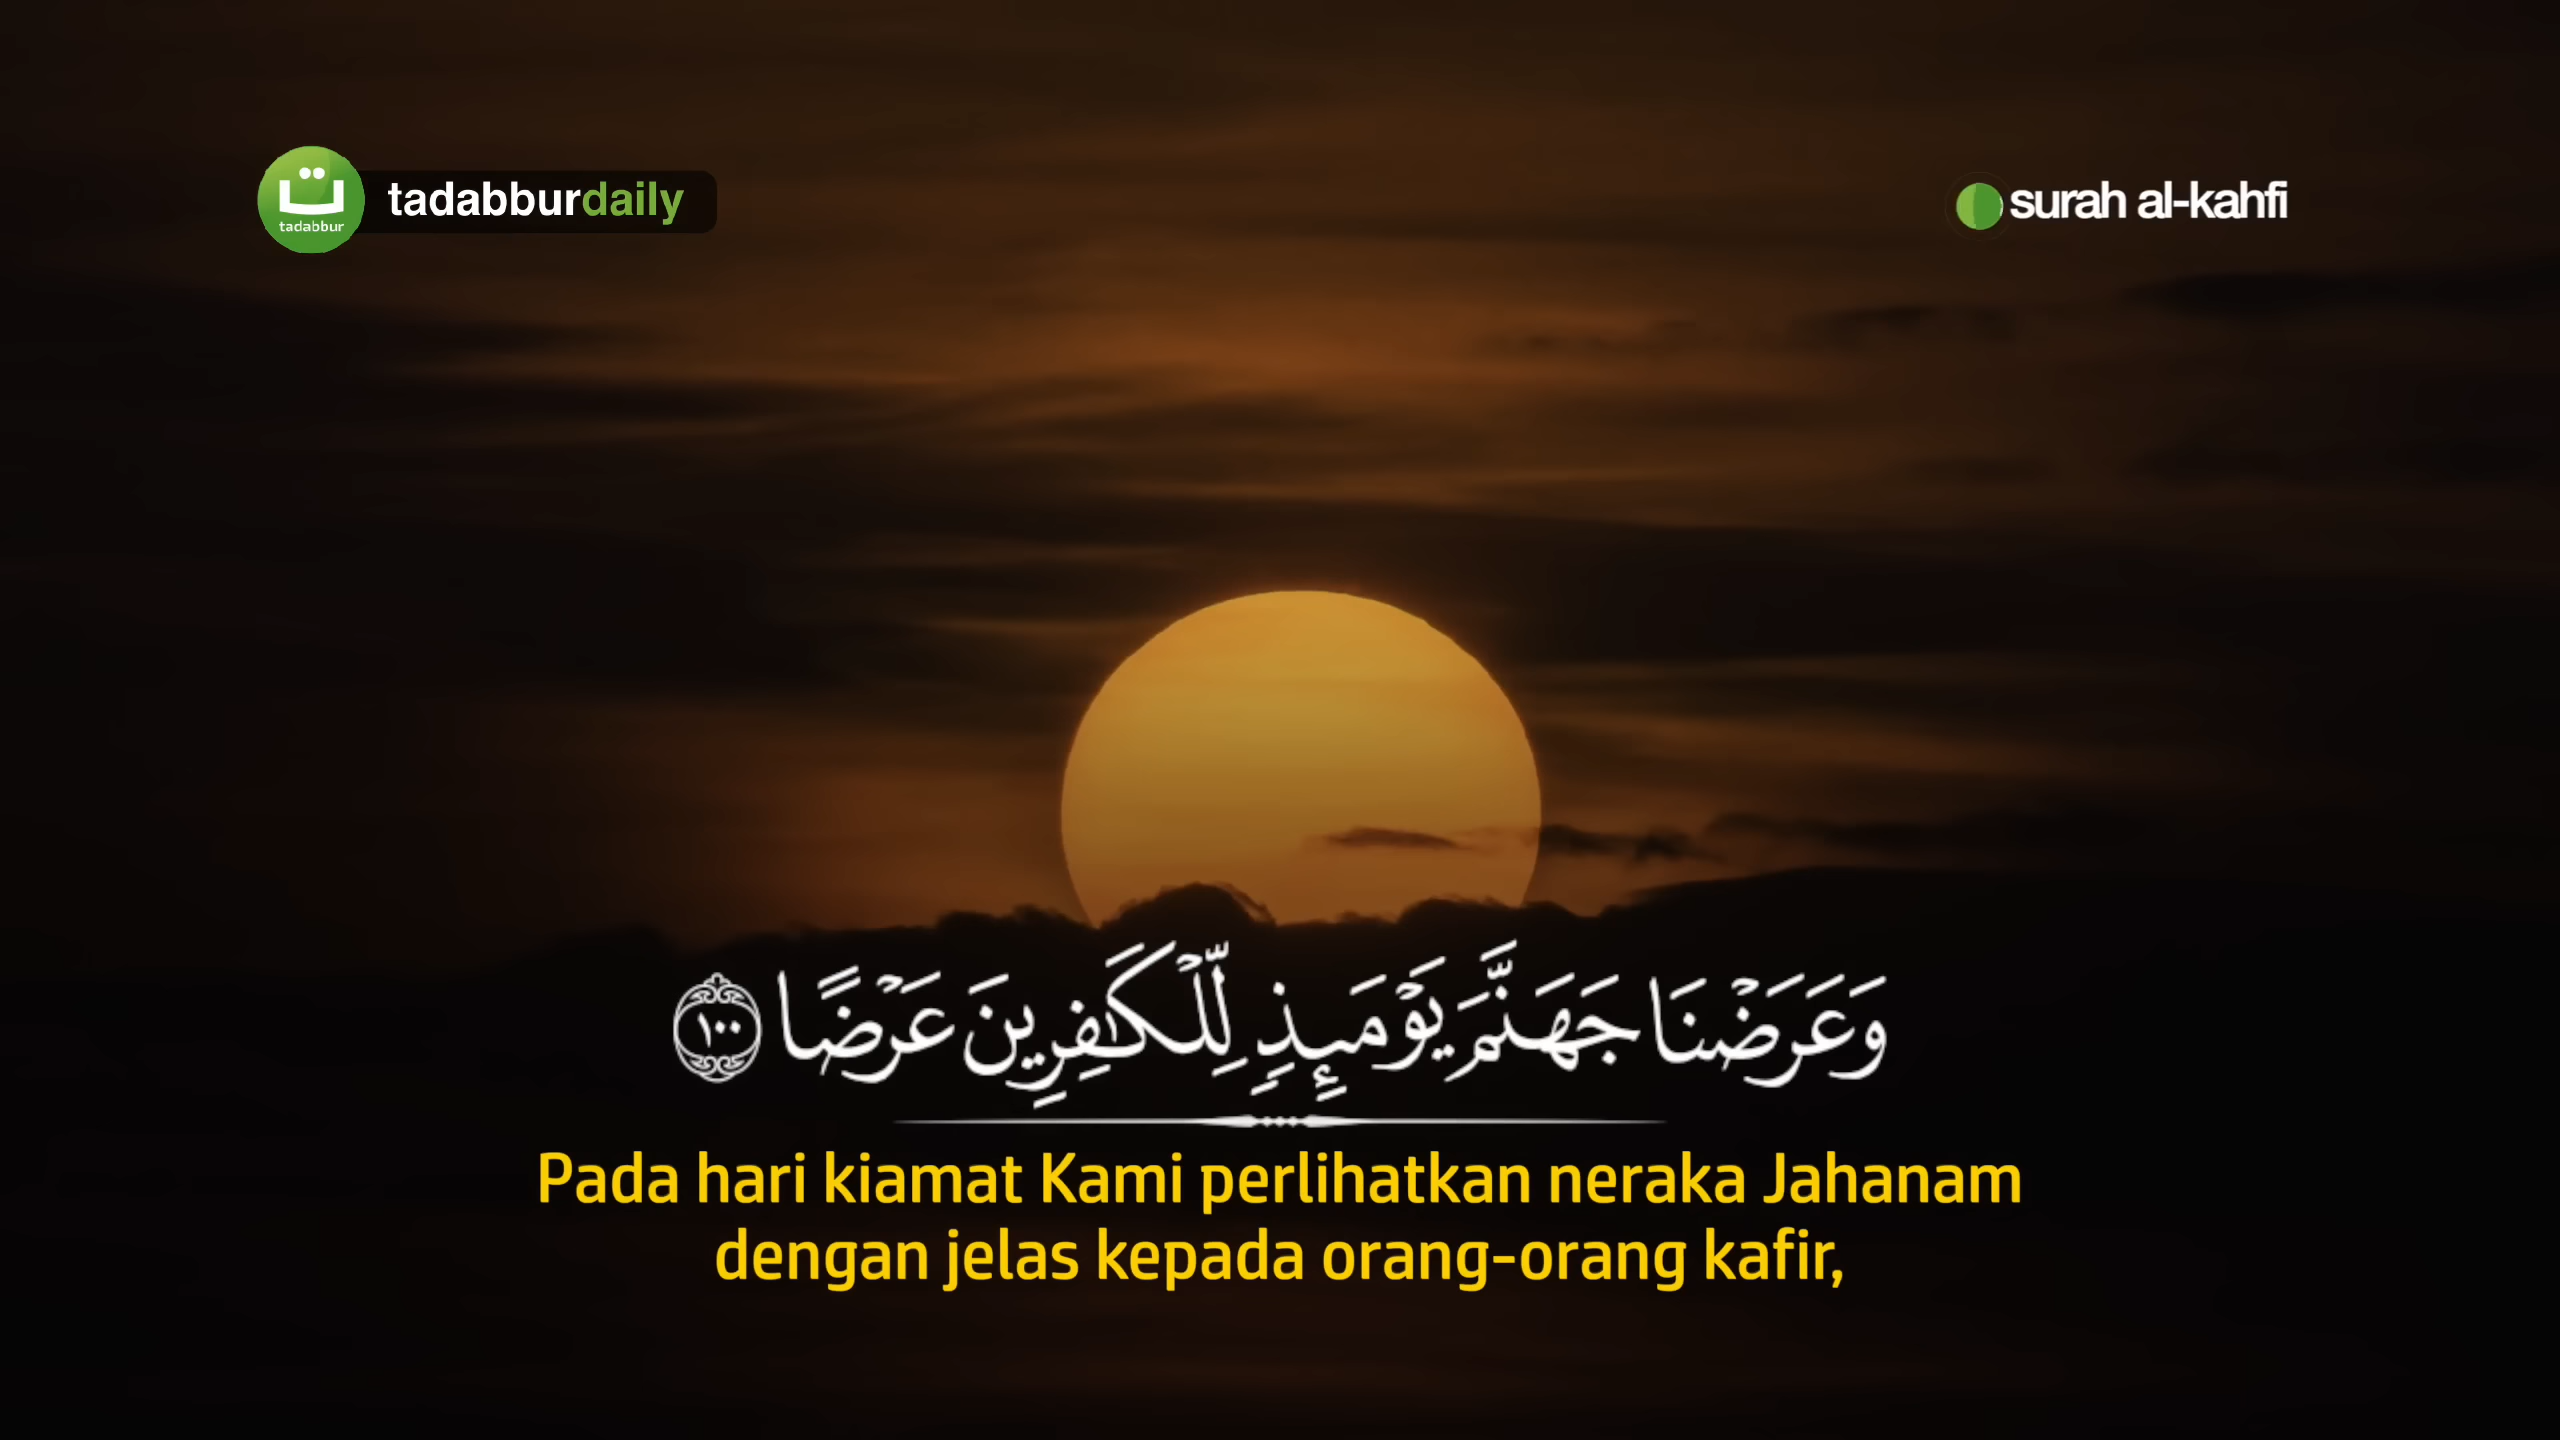 ت
tadabbur
tadabburdaily
surah al-kahfi
وَعَرَضْنَا جَهَنَّمَ يَوْمَئِذٍ لِّلْكَٰفِرِينَ عَرْضًا ١٠٠
Pada hari kiamat Kami perlihatkan neraka Jahanam
dengan jelas kepada orang-orang kafir,